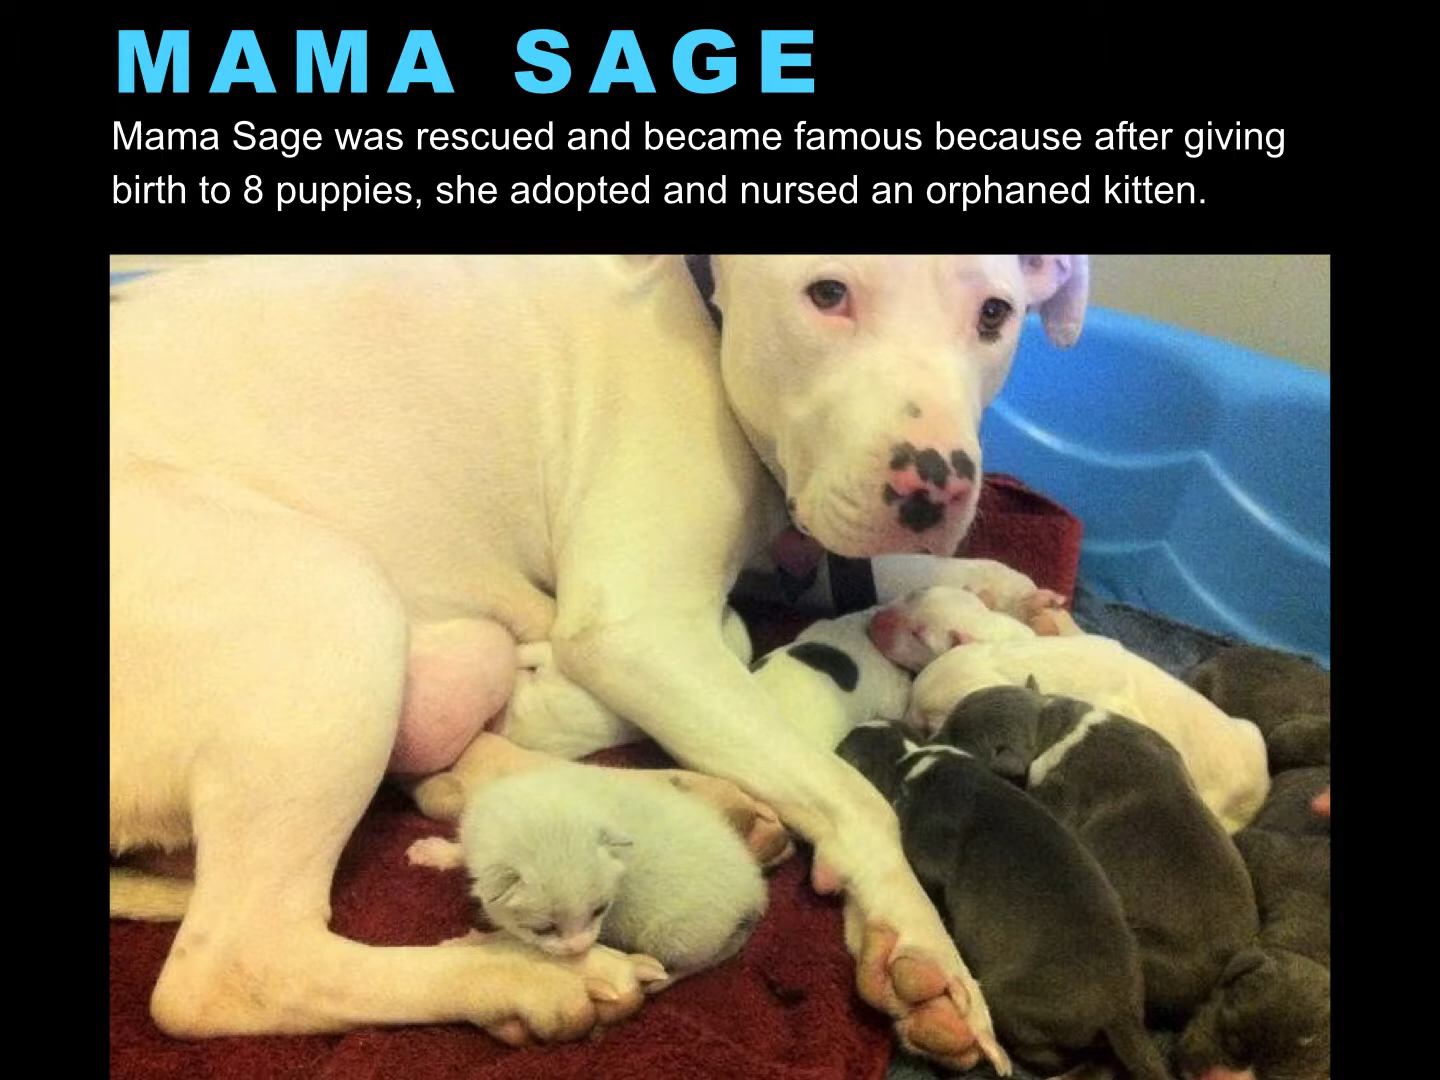 MAMA SAGE
Mama Sage was rescued and became famous because after giving
birth to 8 puppies, she adopted and nursed an orphaned kitten.